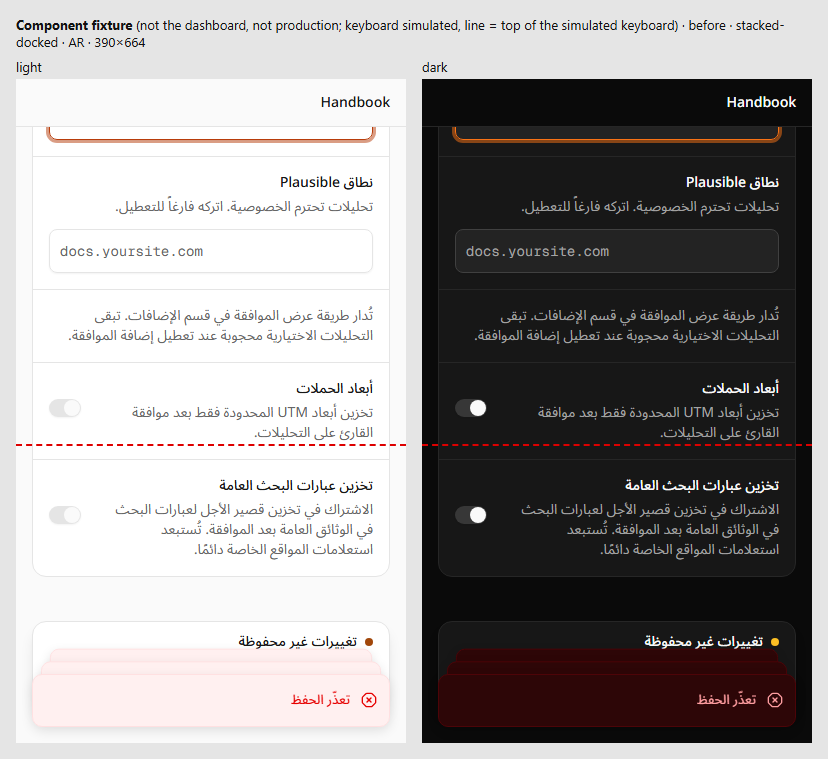 Component fixture (not the dashboard, not production; keyboard simulated, line = top of the simulated keyboard) · before · stacked-
docked · AR · 390×664
light
Handbook
نطاق Plausible
تحليلات تحترم الخصوصية. اتركه فارغاً للتعطيل.
docs.yoursite.com
تُدار طريقة عرض الموافقة في قسم الإضافات. تبقى
التحليلات الاختيارية محجوبة عند تعطيل إضافة الموافقة.
أبعاد الحملات
تخزين أبعاد UTM المحدودة فقط بعد موافقة
القارئ على التحليلات.
تخزين عبارات البحث العامة
الاشتراك في تخزين قصير الأجل لعبارات البحث
في الوثائق العامة بعد الموافقة. تُستبعد
استعلامات المواقع الخاصة دائمًا.
تغييرات غير محفوظة
تعذّر الحفظ
dark
Handbook
نطاق Plausible
تحليلات تحترم الخصوصية. اتركه فارغاً للتعطيل.
docs.yoursite.com
تُدار طريقة عرض الموافقة في قسم الإضافات. تبقى
التحليلات الاختيارية محجوبة عند تعطيل إضافة الموافقة.
أبعاد الحملات
تخزين أبعاد UTM المحدودة فقط بعد موافقة
القارئ على التحليلات.
تخزين عبارات البحث العامة
الاشتراك في تخزين قصير الأجل لعبارات البحث
في الوثائق العامة بعد الموافقة. تُستبعد
استعلامات المواقع الخاصة دائمًا.
تغييرات غير محفوظة
تعذّر الحفظ